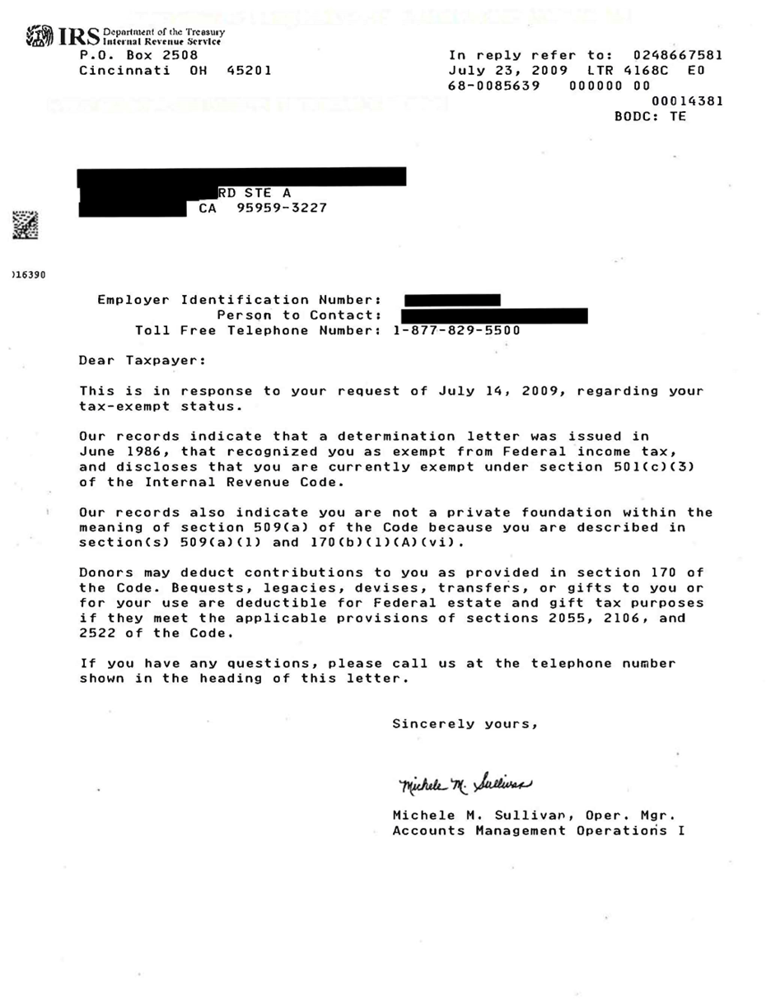 IRS Department of the Treasury
Internal Revenue Service
P.O. Box 2508
Cincinnati OH 45201
In reply refer to: 0248667581
July 23, 2009 LTR 4168C E0
68-0085639 000000 00
00014381
BODC: TE
RD STE A
CA 95959-3227
016390
Employer Identification Number:
Person to Contact:
Toll Free Telephone Number: 1-877-829-5500
Dear Taxpayer:
This is in response to your request of July 14, 2009, regarding your
tax-exempt status.
Our records indicate that a determination letter was issued in
June 1986, that recognized you as exempt from Federal income tax,
and discloses that you are currently exempt under section 501(c)(3)
of the Internal Revenue Code.
Our records also indicate you are not a private foundation within the
meaning of section 509(a) of the Code because you are described in
section(s) 509(a)(1) and 170(b)(1)(A)(vi).
Donors may deduct contributions to you as provided in section 170 of
the Code. Bequests, legacies, devises, transfers, or gifts to you or
for your use are deductible for Federal estate and gift tax purposes
if they meet the applicable provisions of sections 2055, 2106, and
2522 of the Code.
If you have any questions, please call us at the telephone number
shown in the heading of this letter.
Sincerely yours,
Michele M. Sullivan
Michele M. Sullivan, Oper. Mgr.
Accounts Management Operations I